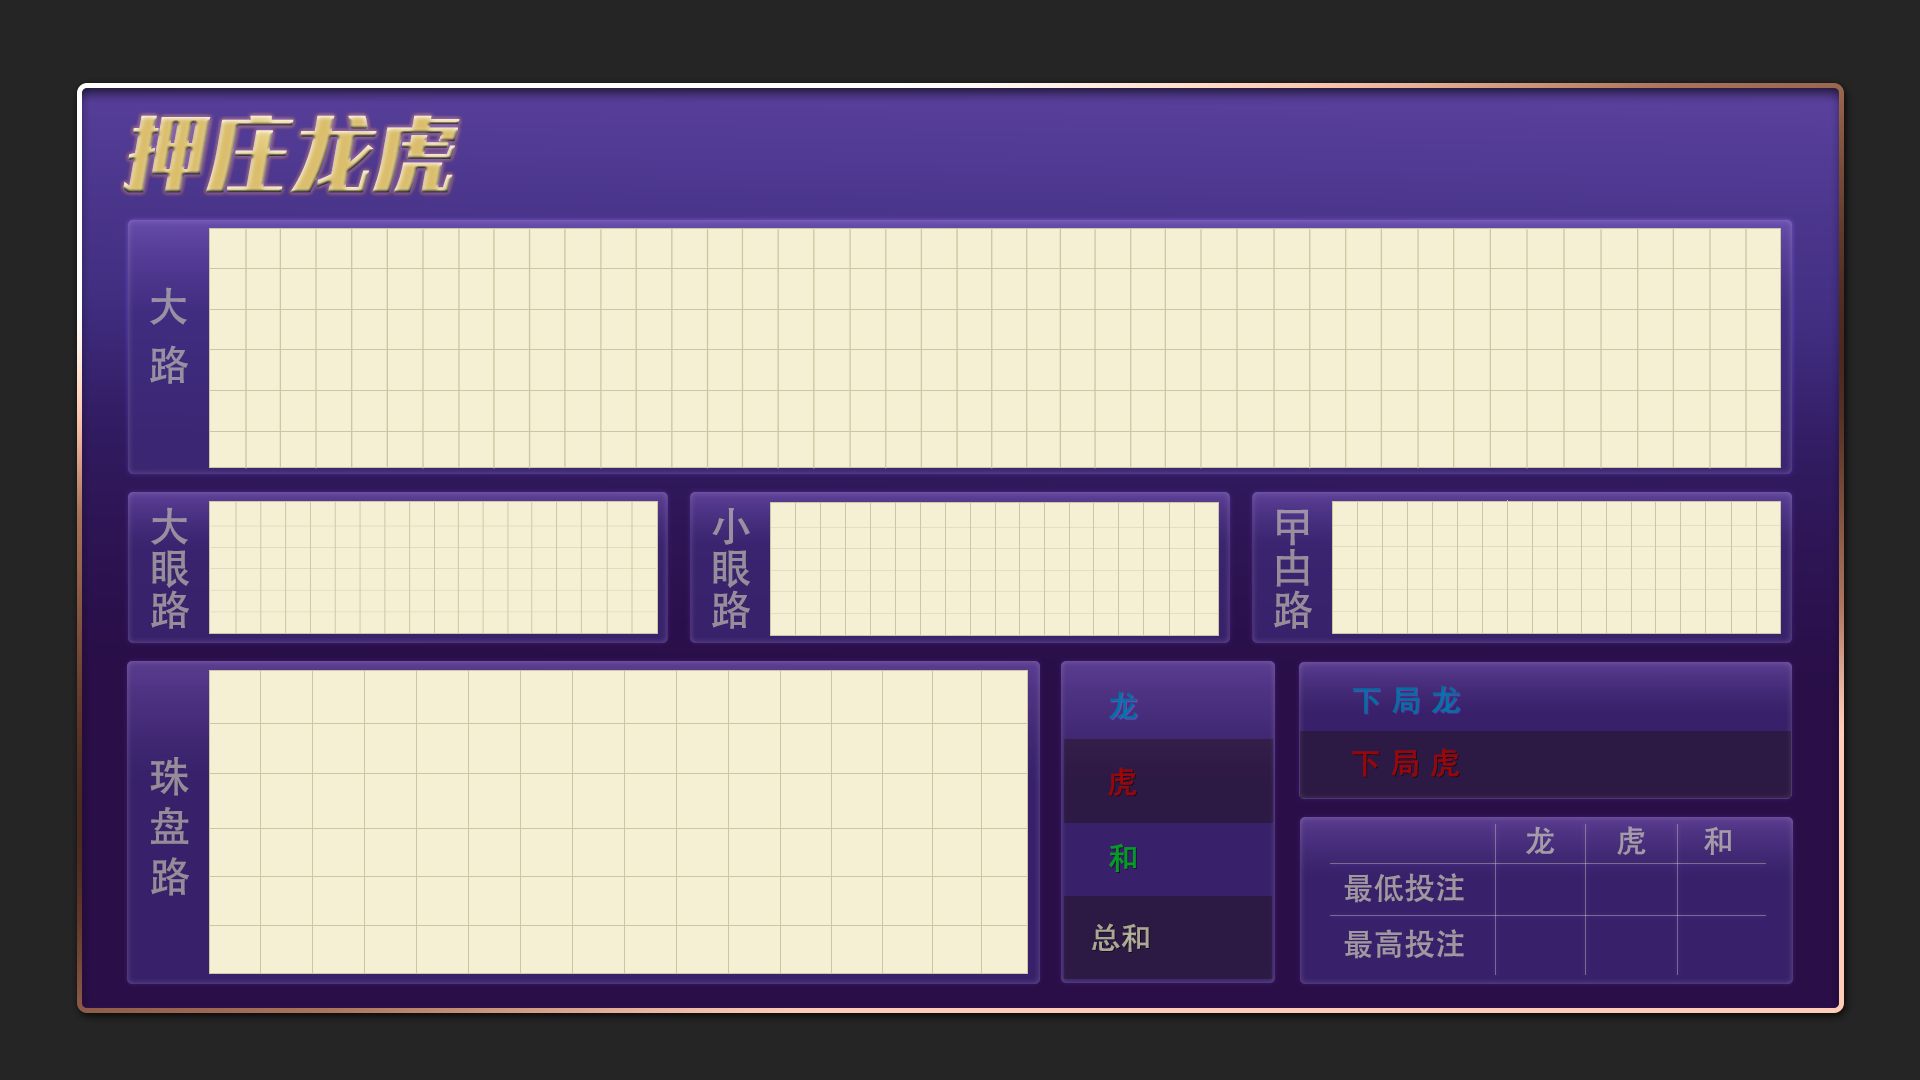 押庄龙虎
大路
大眼路
小眼路
曱甴路
珠盘路
龙
虎
和
总和
下局龙
下局虎
龙 虎 和
最低投注
最高投注